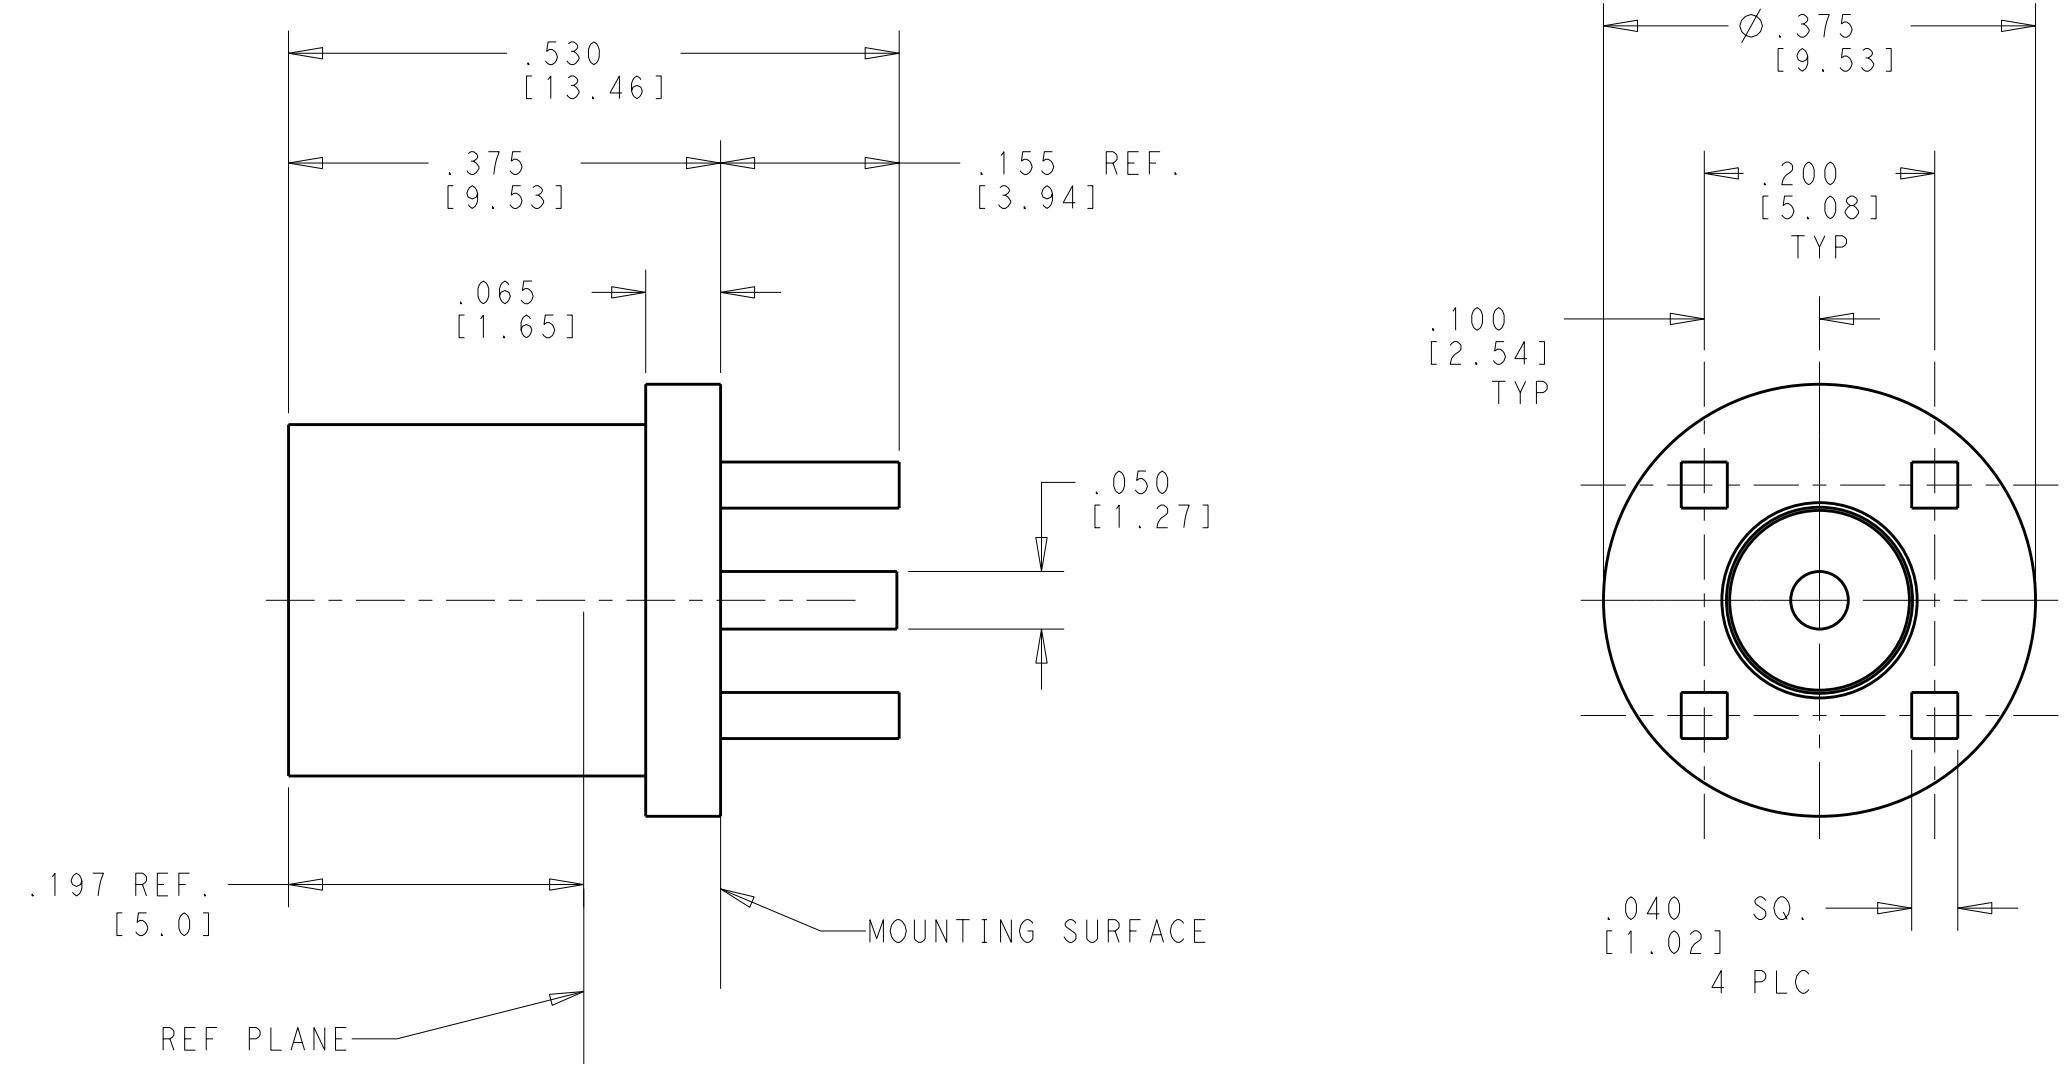 .530
[13.46]
.375
[9.53]
.155 REF.
[3.94]
.065
[1.65]
.050
[1.27]
.197 REF.
[5.0]
MOUNTING SURFACE
REF PLANE
Ø.375
[9.53]
.200
[5.08]
TYP
.100
[2.54]
TYP
.040 SQ.
[1.02]
4 PLC